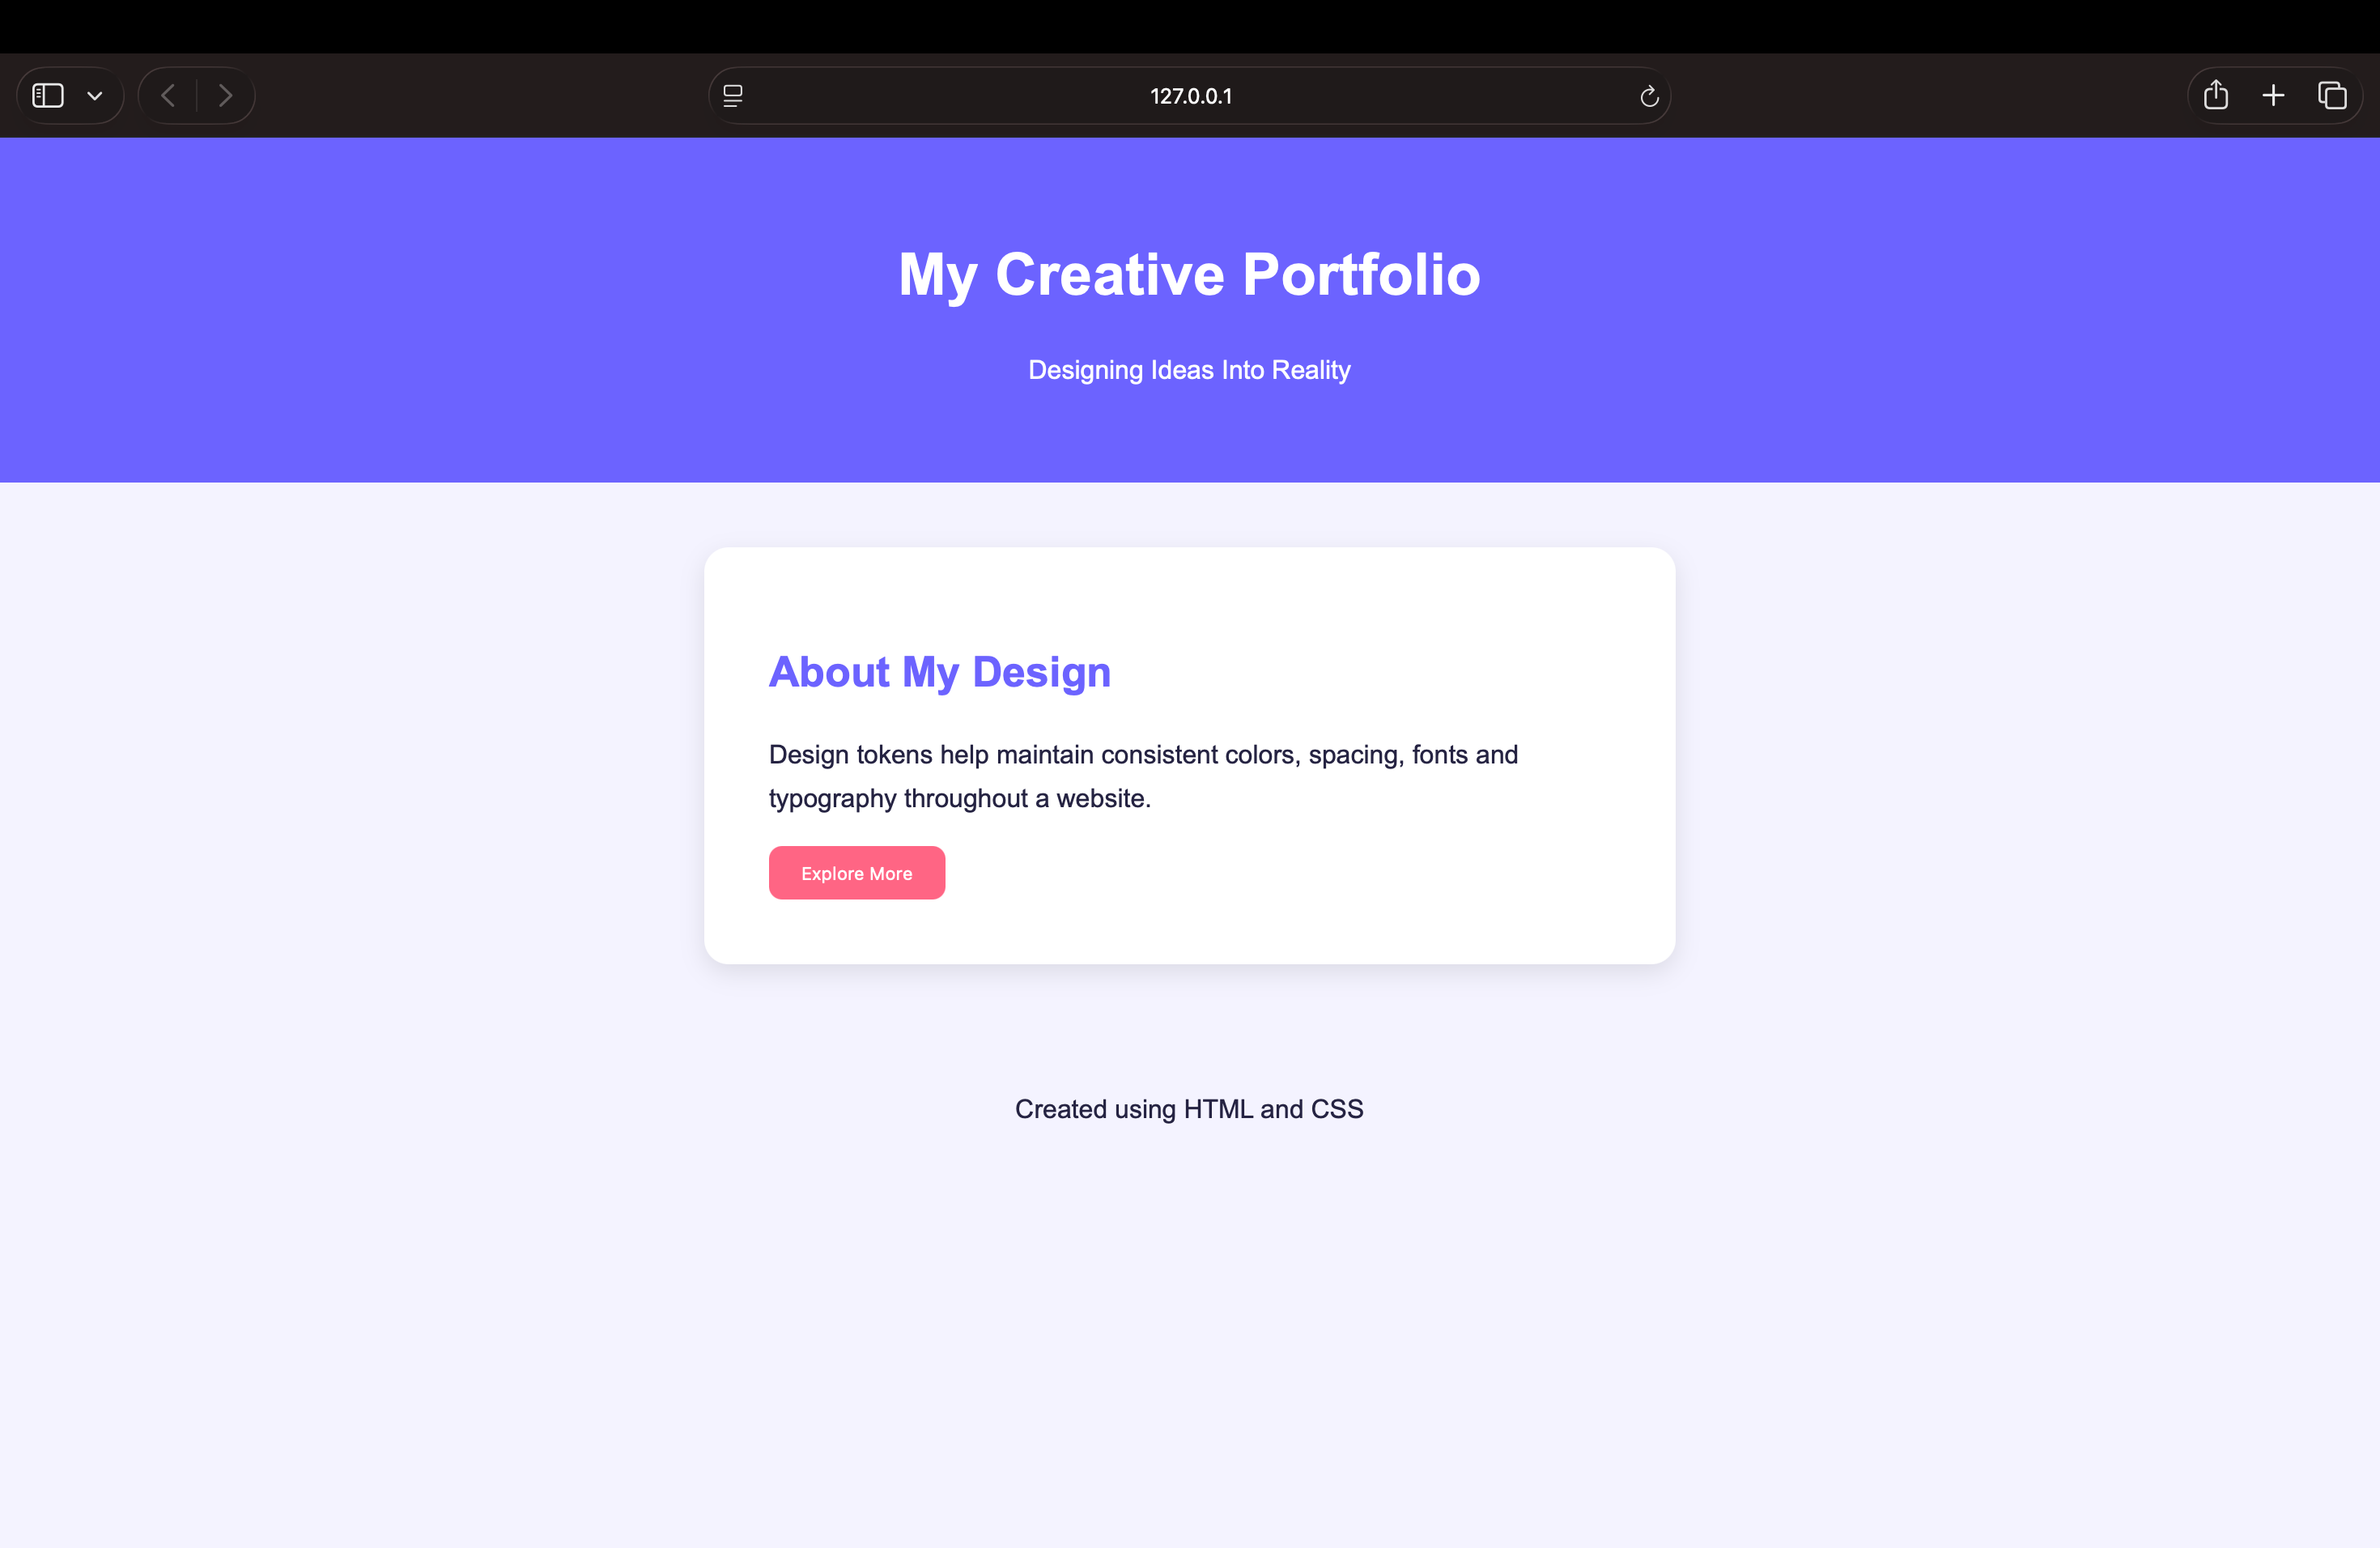 127.0.0.1
My Creative Portfolio
Designing Ideas Into Reality
About My Design
Design tokens help maintain consistent colors, spacing, fonts and
typography throughout a website.
Explore More
Created using HTML and CSS